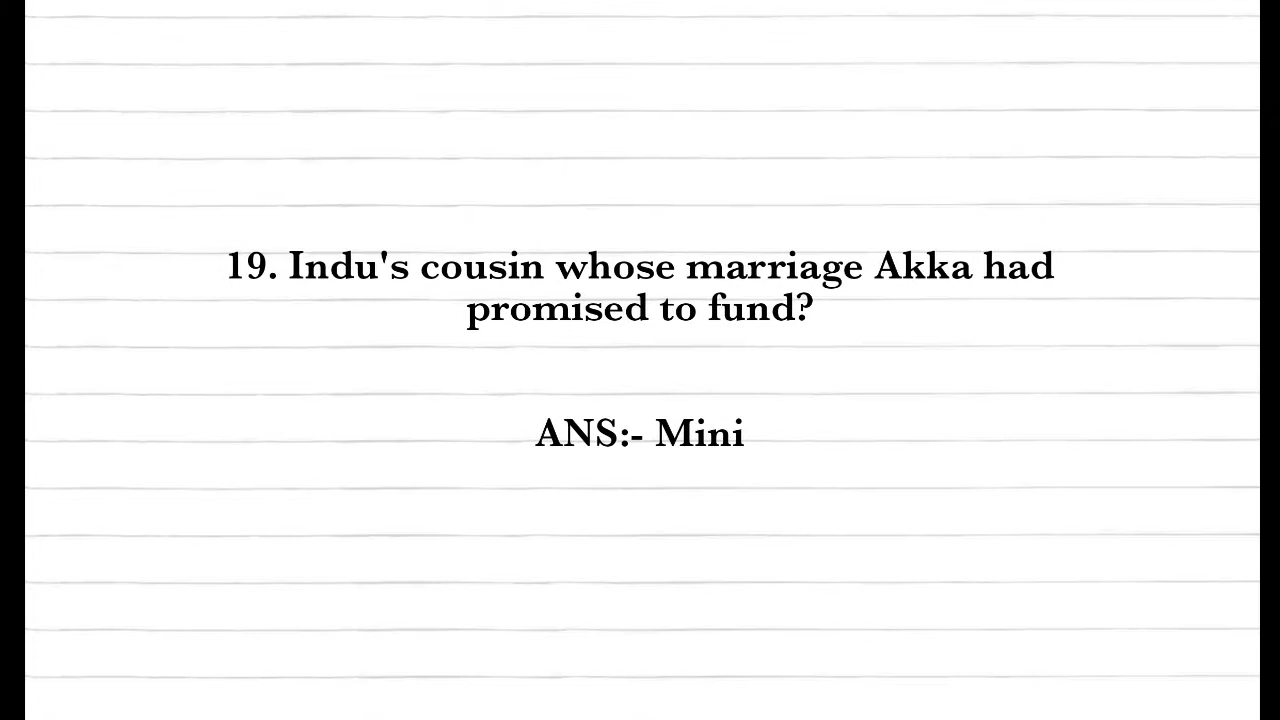 19. Indu's cousin whose marriage Akka had
promised to fund?
ANS:- Mini